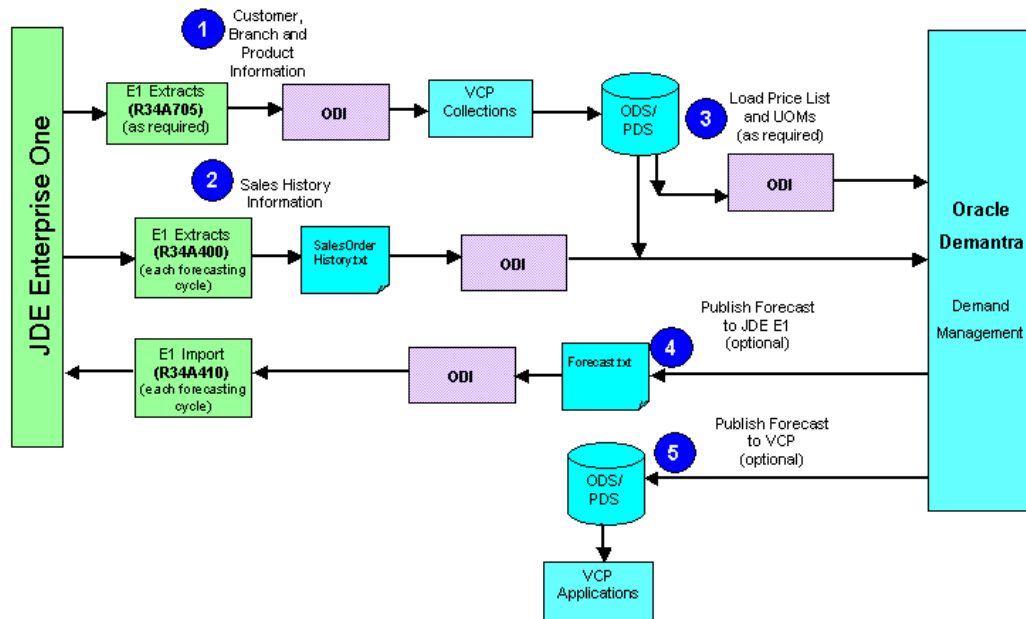 1
Customer,
Branch and
Product
Information
JDE Enterprise One
E1 Extracts
(R34A705)
(as required)
ODI
VCP
Collections
ODS/
PDS
3
Load Price List
and UOMs
(as required)
ODI
2
Sales History
Information
E1 Extracts
(R34A400)
(each forecasting
cycle)
SalesOrder
History.txt
ODI
Oracle
Demantra
Demand
Management
Publish Forecast
to JDE E1
(optional)
4
E1 Import
(R34A410)
(each forecasting
cycle)
ODI
Forecast.txt
Publish Forecast
to VCP
(optional)
5
ODS/
PDS
VCP
Applications